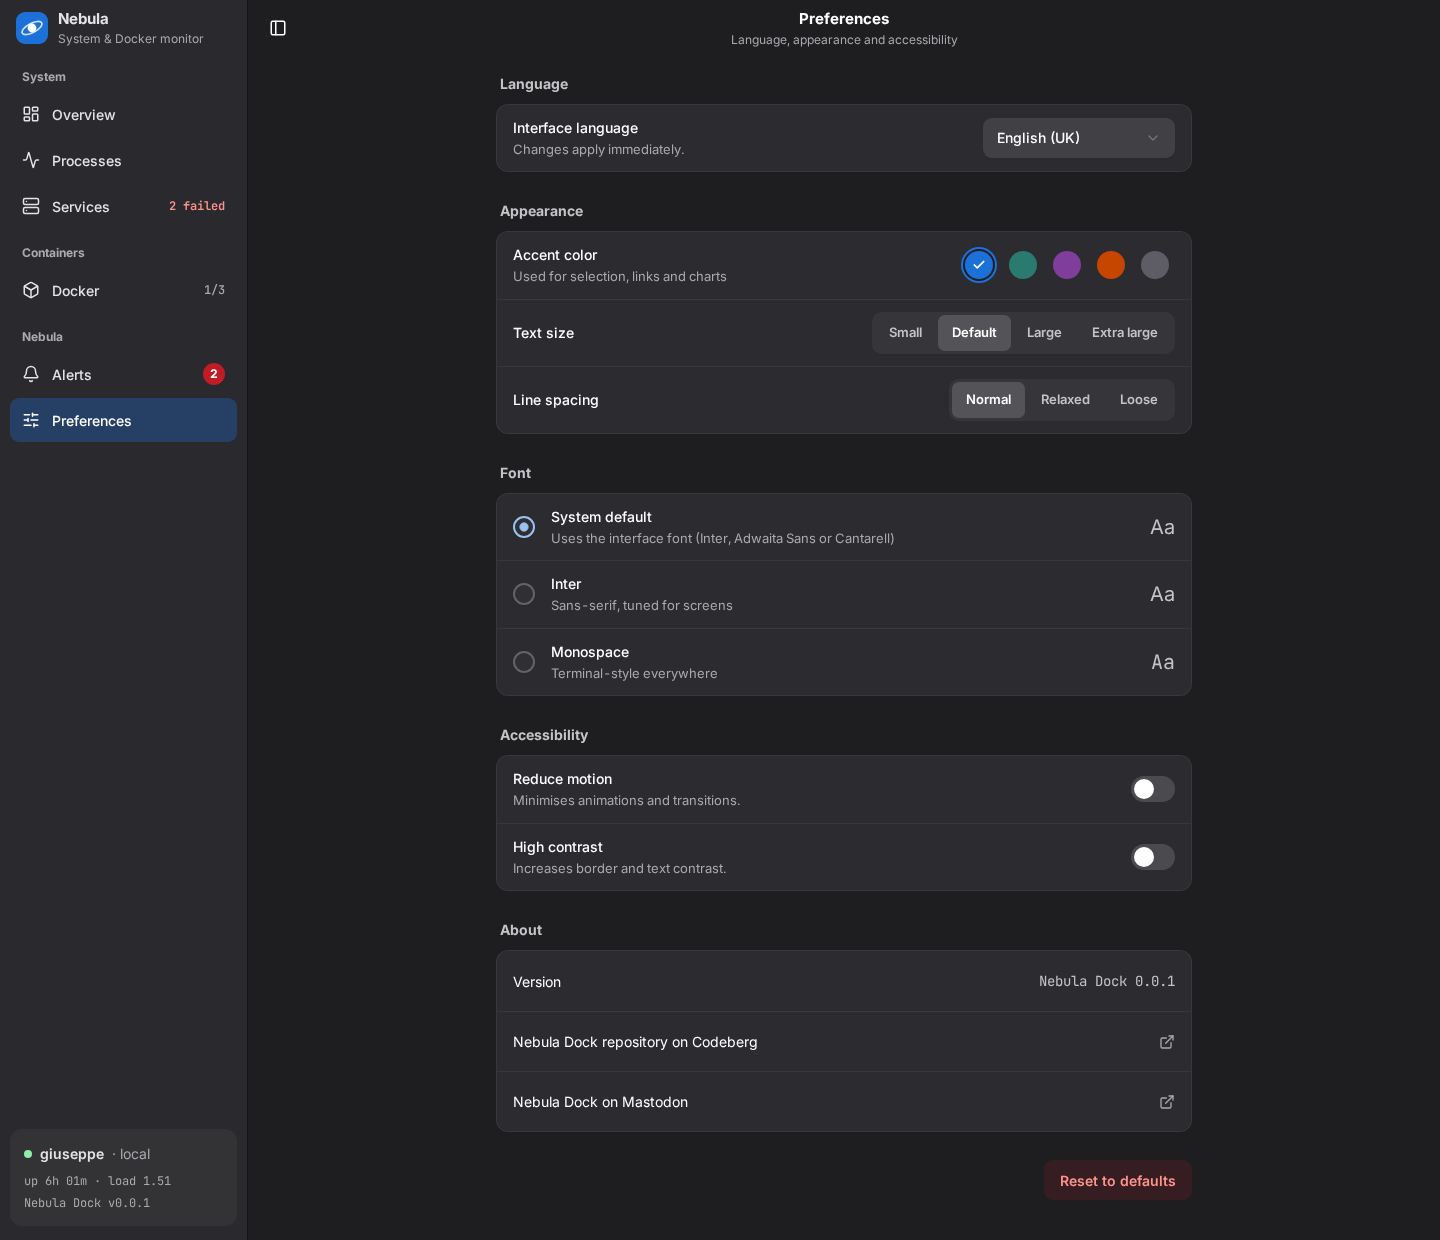 Nebula
System & Docker monitor
System
Overview
Processes
Services 2 failed
Containers
Docker 1/3
Nebula
Alerts 2
Preferences
giuseppe · local
up 6h 01m · load 1.51
Nebula Dock v0.0.1
Preferences
Language, appearance and accessibility
Language
Interface language
Changes apply immediately.
English (UK)
Appearance
Accent color
Used for selection, links and charts
Text size Small Default Large Extra large
Line spacing Normal Relaxed Loose
Font
System default
Uses the interface font (Inter, Adwaita Sans or Cantarell)
Aa
Inter
Sans-serif, tuned for screens
Aa
Monospace
Terminal-style everywhere
Aa
Accessibility
Reduce motion
Minimises animations and transitions.
High contrast
Increases border and text contrast.
About
Version Nebula Dock 0.0.1
Nebula Dock repository on Codeberg
Nebula Dock on Mastodon
Reset to defaults